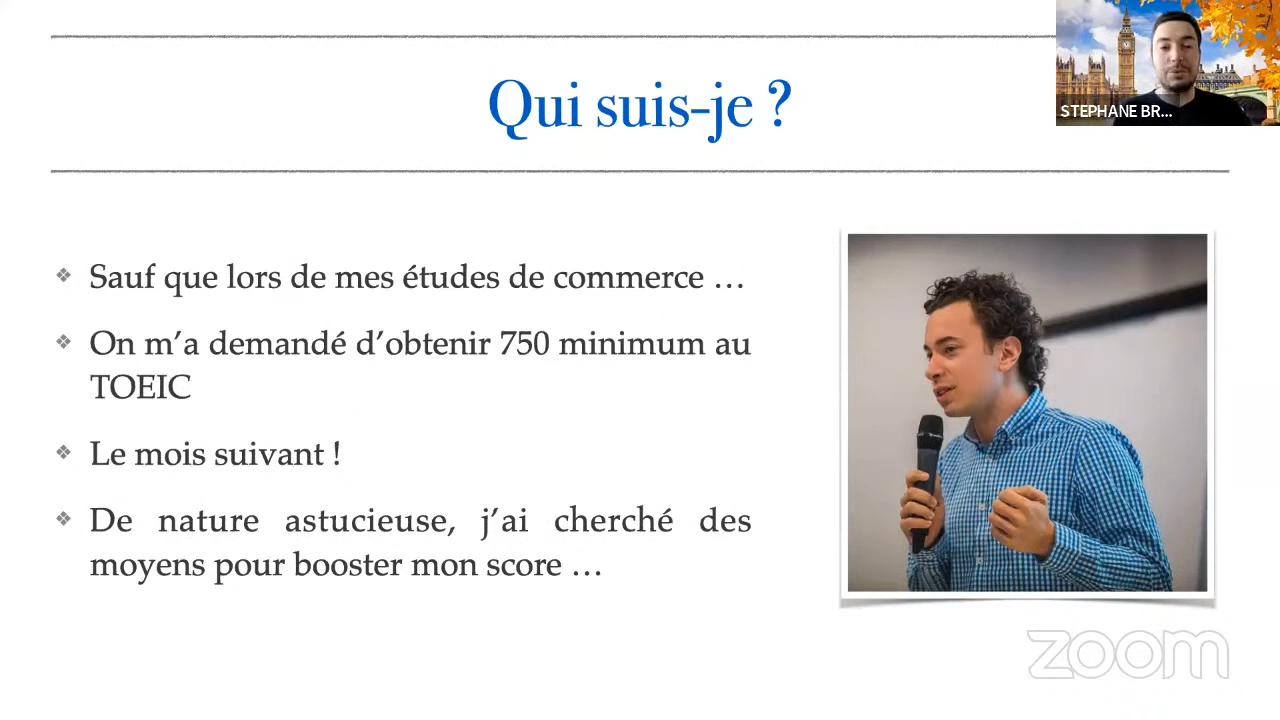 Qui suis-je ?
STEPHANE BR...
Sauf que lors de mes études de commerce …
On m’a demandé d’obtenir 750 minimum au
TOEIC
Le mois suivant !
De nature astucieuse, j’ai cherché des
moyens pour booster mon score …
zoom